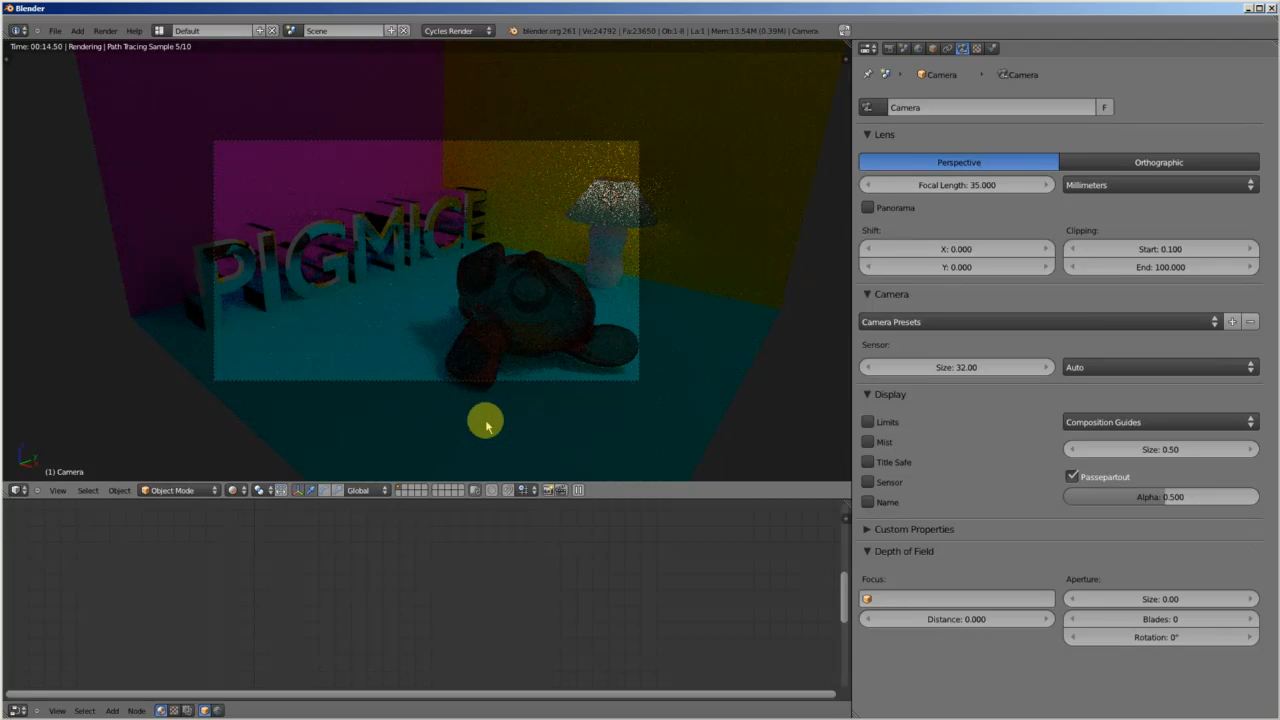 Blender
File Add Render Help Default Scene Cycles Render blender.org 261 | Ve:24792 | Fa:23650 | Ob:1-8 | La:1 | Mem:13.54M (0.39M) | Camera
Time: 00:14.50 | Rendering | Path Tracing Sample 5/10
Camera Camera
Camera F
Lens
Perspective Orthographic
Focal Length: 35.000 Millimeters
Panorama
Shift: Clipping:
X: 0.000 Start: 0.100
Y: 0.000 End: 100.000
Camera
Camera Presets
Sensor:
Size: 32.00 Auto
Display
Limits Composition Guides
Mist Size: 0.50
Title Safe
Sensor Passepartout
Name Alpha: 0.500
Custom Properties
Depth of Field
Focus: Aperture:
Size: 0.00
Distance: 0.000 Blades: 0
Rotation: 0°
PIGMICE
(1) Camera
View Select Object Object Mode Global
View Select Add Node